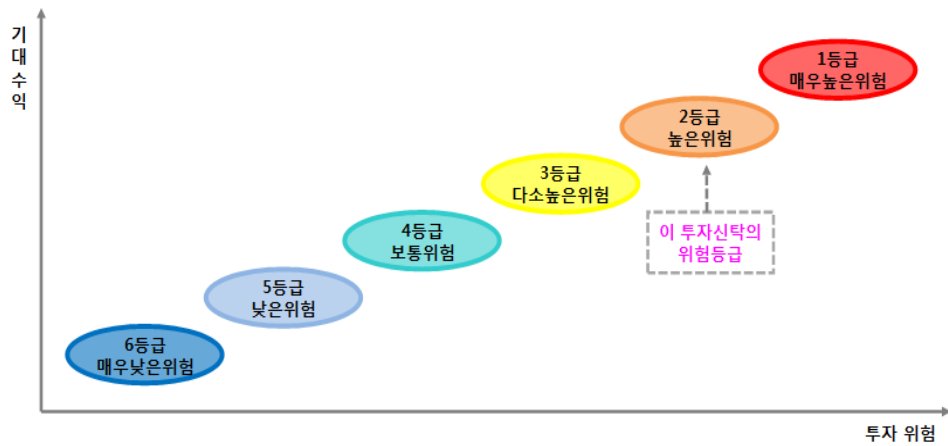 기
대
수
익
1등급
매우높은위험
2등급
높은위험
3등급
다소높은위험
이 투자신탁의
위험등급
4등급
보통위험
5등급
낮은위험
6등급
매우낮은위험
투자 위험